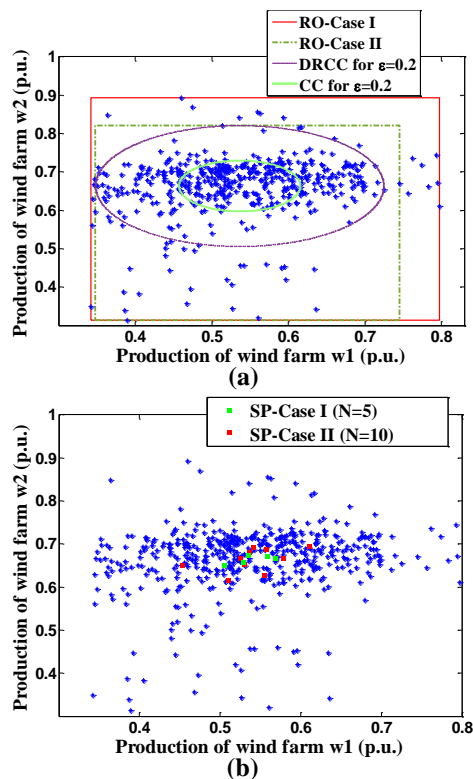 RO-Case I
RO-Case II
DRCC for ε=0.2
CC for ε=0.2
1
0.9
0.8
0.7
0.6
0.5
0.4
Production of wind farm w2 (p.u.)
0.4 0.5 0.6 0.7 0.8
Production of wind farm w1 (p.u.)
(a)
SP-Case I (N=5)
SP-Case II (N=10)
1
0.9
0.8
0.7
0.6
0.5
0.4
Production of wind farm w2 (p.u.)
0.4 0.5 0.6 0.7 0.8
Production of wind farm w1 (p.u.)
(b)